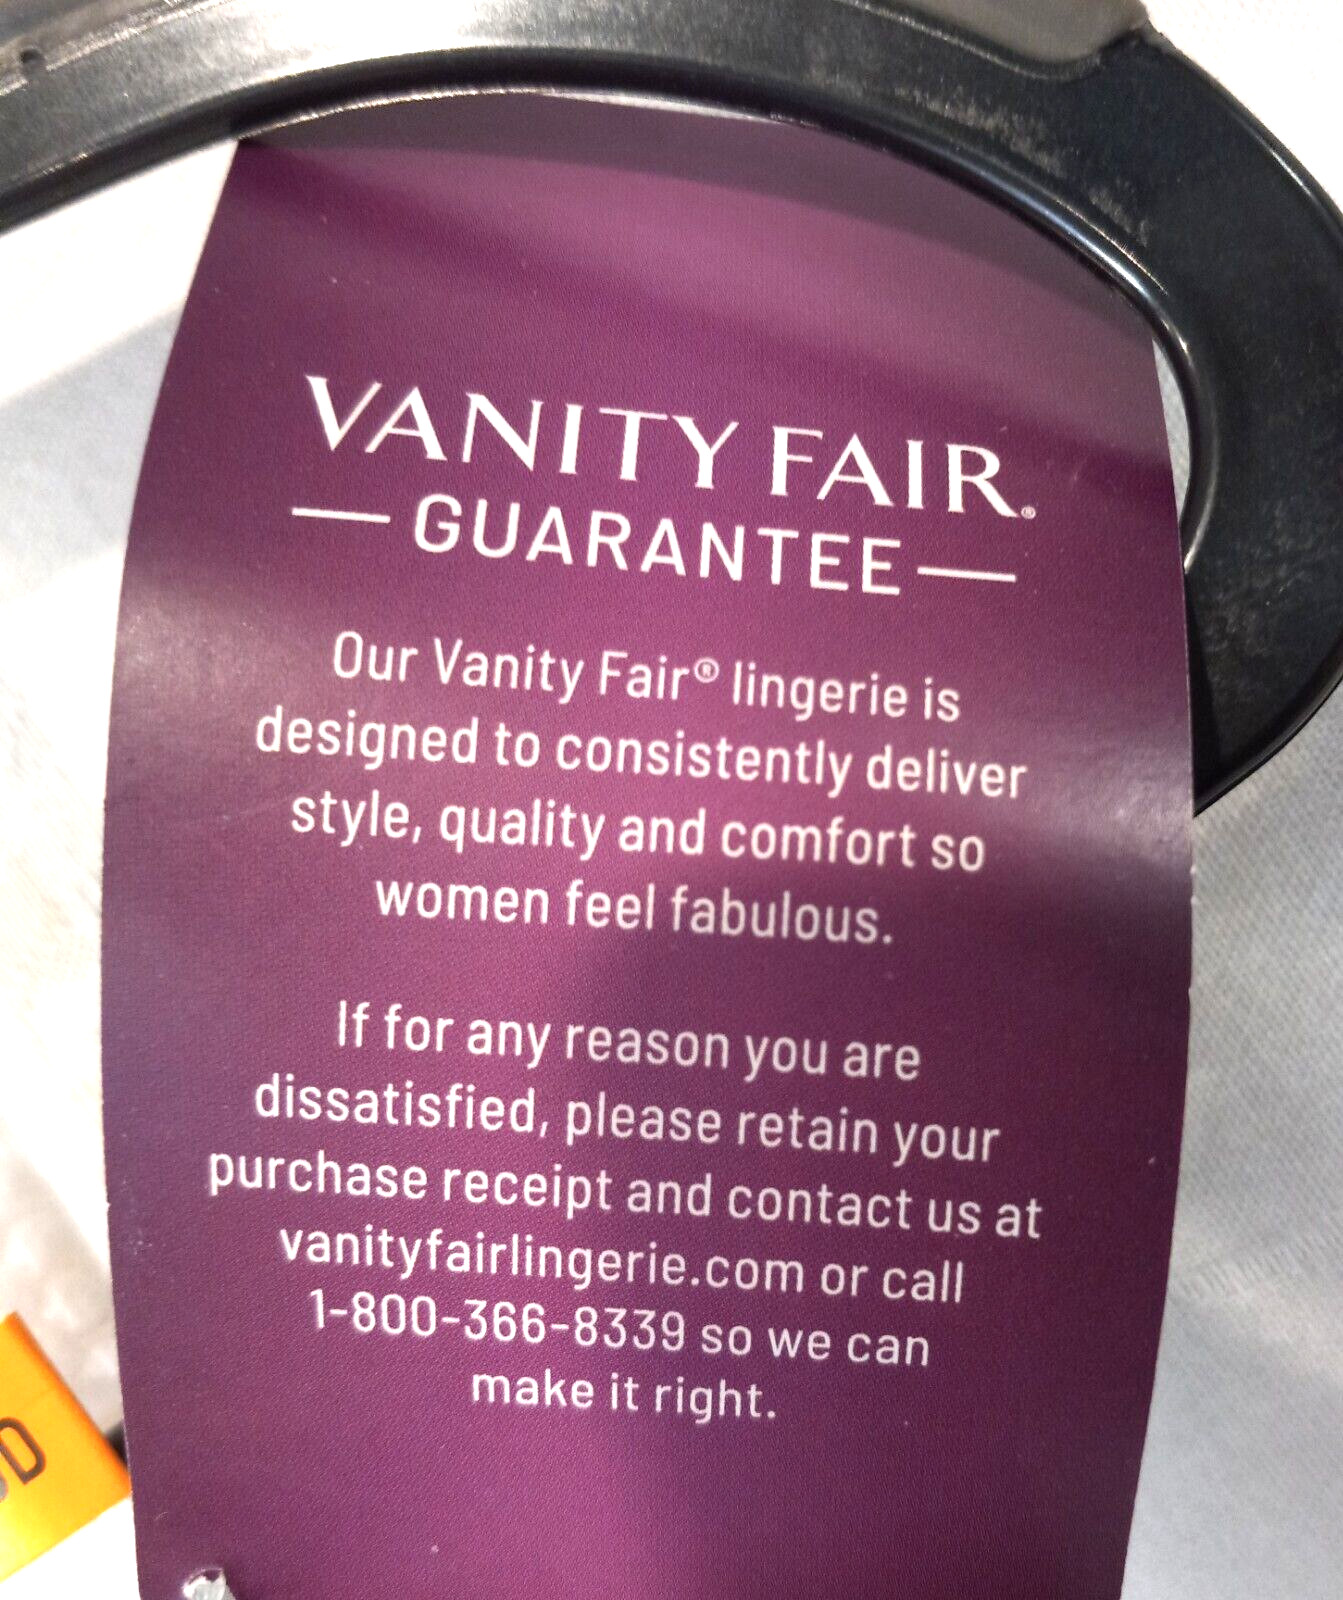 VANITY FAIR®
— GUARANTEE —
Our Vanity Fair® lingerie is
designed to consistently deliver
style, quality and comfort so
women feel fabulous.
If for any reason you are
dissatisfied, please retain your
purchase receipt and contact us at
vanityfairlingerie.com or call
1-800-366-8339 so we can
make it right.